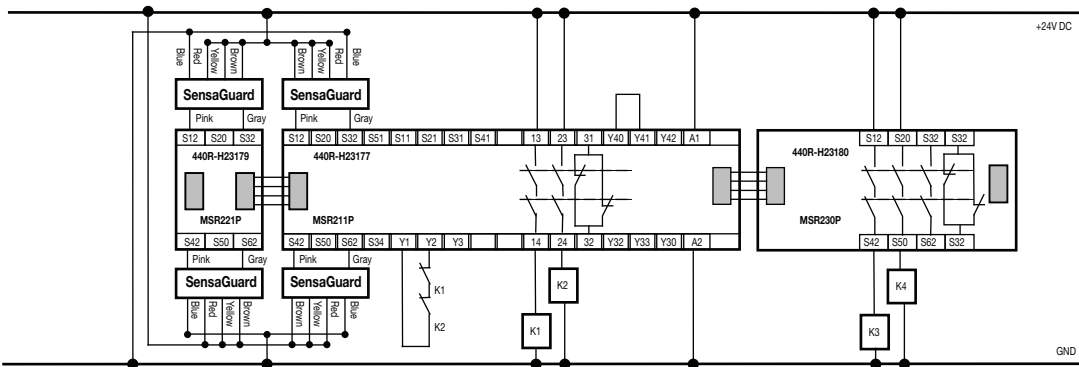 +24V DC
Blue
Red
Yellow
Brown
Brown
Yellow
Red
Blue
SensaGuard
SensaGuard
Pink
Gray
Pink
Gray
S12 S20 S32
S12 S20 S32 S51 S11 S21 S31 S41 13 23 31 Y40 Y41 Y42 A1
S12 S20 S32 S32
440R-H23179
440R-H23177
440R-H23180
MSR221P
MSR211P
MSR230P
S42 S50 S62
S42 S50 S62 S34 Y1 Y2 Y3 14 24 32 Y32 Y33 Y30 A2
S42 S50 S62 S32
Pink
Gray
Pink
Gray
SensaGuard
SensaGuard
Blue
Red
Yellow
Brown
Brown
Yellow
Red
Blue
K1
K2
K1
K2
K3
K4
GND